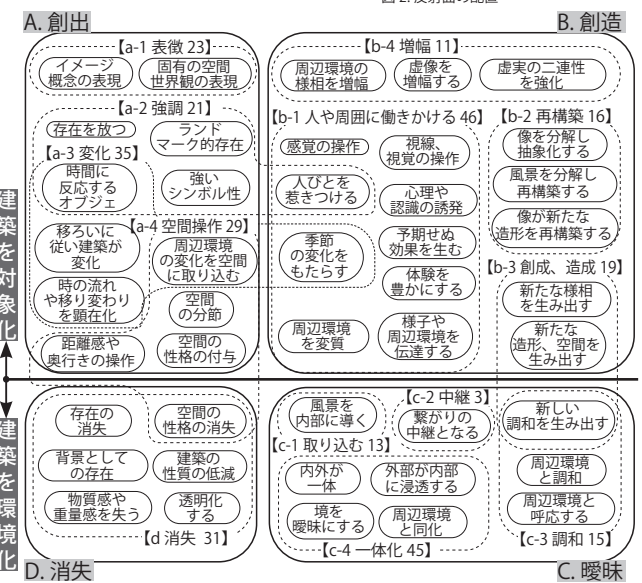 A. 創出
B. 創造
【a-1 表徴 23】
イメージ
概念の表現
固有の空間
世界観の表現
【a-2 強調 21】
存在を放つ
ランド
マーク的存在
【a-3 変化 35】
時間に
反応する
オブジェ
強い
シンボル性
移ろいに
従い建築が
変化
【a-4 空間操作 29】
周辺環境
の変化を空間
に取り込む
時の流れ
や移り変わり
を顕在化
空間
の分節
距離感や
奥行きの操作
空間の
性格の付与
【b-4 増幅 11】
周辺環境の
様相を増幅
虚像を
増幅する
虚実の二連性
を強化
【b-1 人や周囲に働きかける 46】
感覚の操作
視線、
視覚の操作
人びとを
惹きつける
心理や
認識の誘発
季節
の変化を
もたらす
予期せぬ
効果を生む
体験を
豊かにする
周辺環境
を変質
様子や
周辺環境を
伝達する
【b-2 再構築 16】
像を分解し
抽象化する
風景を分解し
再構築する
像が新たな
造形を再構築する
【b-3 創成、造成 19】
新たな様相
を生み出す
新たな
造形、空間を
生み出す
建築を対象化
建築を環境化
存在の
消失
空間の
性格の消失
背景として
の存在
建築の
性質の低減
物質感や
重量感を失う
透明化
する
【d 消失 31】
D. 消失
風景を
内部に導く
【c-2 中継 3】
繋がりの
中継となる
【c-1 取り込む 13】
内外が
一体
外部が内部
に浸透する
境を
曖昧にする
周辺環境
と同化
【c-4 一体化 45】
新しい
調和を生み出す
周辺環境
と調和
周辺環境と
呼応する
【c-3 調和 15】
C. 曖昧